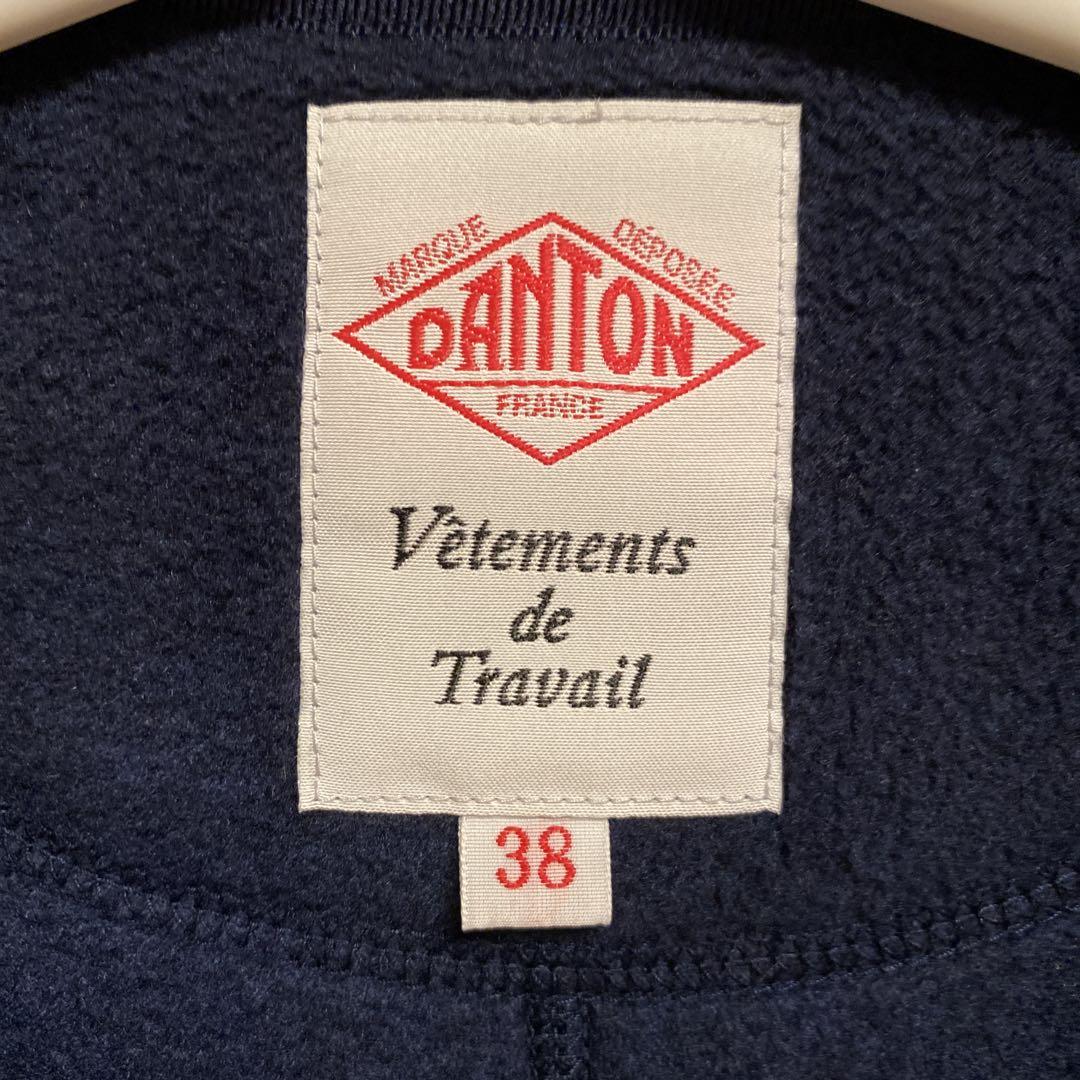 MARQUE DÉPOSÉE
DANTON
FRANCE
Vêtements
de
Travail
38